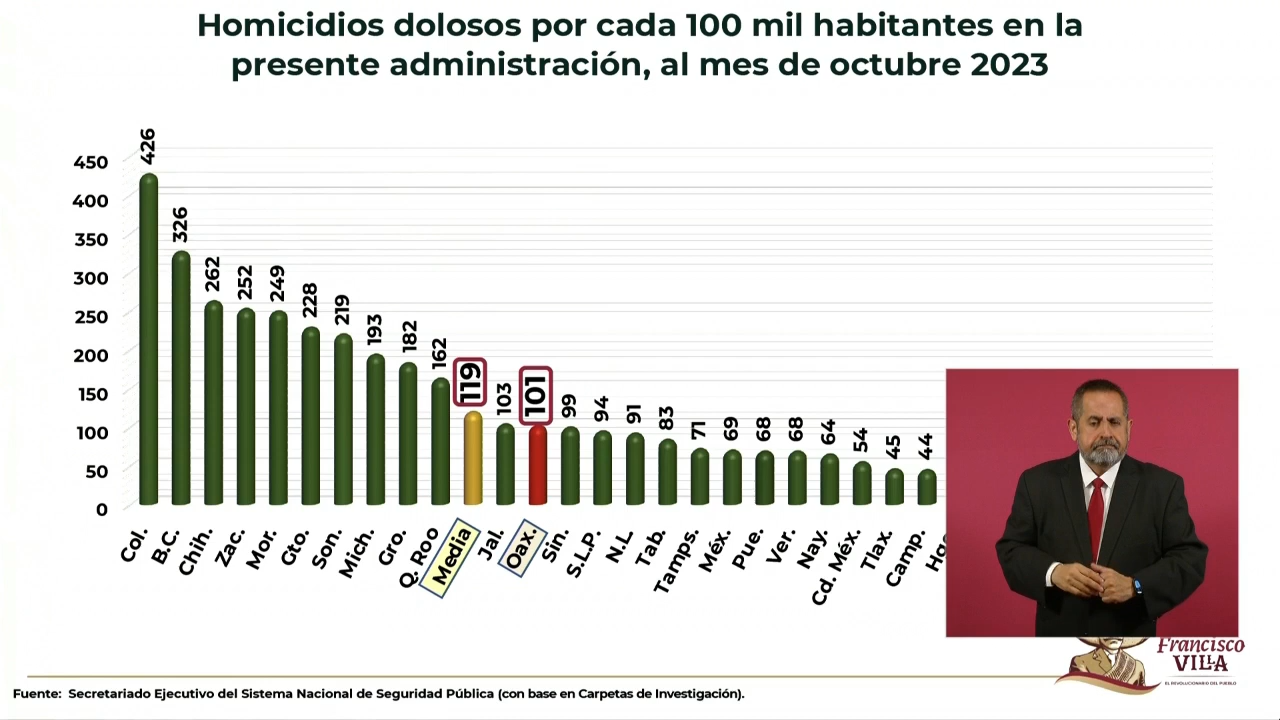 Homicidios dolosos por cada 100 mil habitantes en la
presente administración, al mes de octubre 2023
450
400
350
300
250
200
150
100
50
0
426
326
262
252
249
228
219
193
182
162
119
103
101
99
94
91
83
71
69
68
68
64
54
45
44
Col.
B.C.
Chih.
Zac.
Mor.
Gto.
Son.
Mich.
Gro.
Q. Roo
Media
Jal.
Oax.
Sin.
S.L.P.
N.L
Tab.
Tamps.
Méx.
Pue.
Ver.
Nay.
Cd. Méx.
Tlax.
Camp.
Francisco
VILLA
EL REVOLUCIONARIO DEL PUEBLO
Fuente: Secretariado Ejecutivo del Sistema Nacional de Seguridad Pública (con base en Carpetas de Investigación).